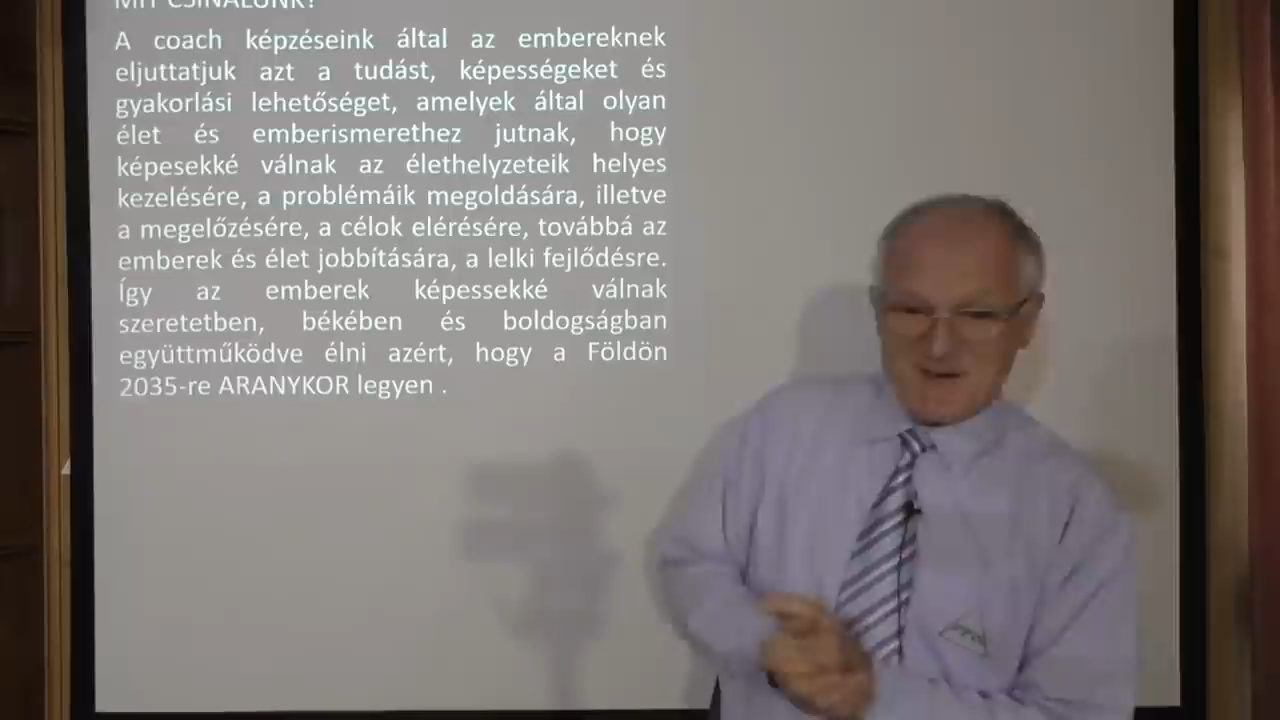 MIT CSINÁLUNK?
A coach képzéseink által az embereknek
eljuttatjuk azt a tudást, képességeket és
gyakorlási lehetőséget, amelyek által olyan
élet és emberismerethez jutnak, hogy
képesekké válnak az élethelyzeteik helyes
kezelésére, a problémáik megoldására, illetve
a megelőzésére, a célok elérésére, továbbá az
emberek és élet jobbítására, a lelki fejlődésre.
Így az emberek képessekké válnak
szeretetben, békében és boldogságban
együttműködve élni azért, hogy a Földön
2035-re ARANYKOR legyen .